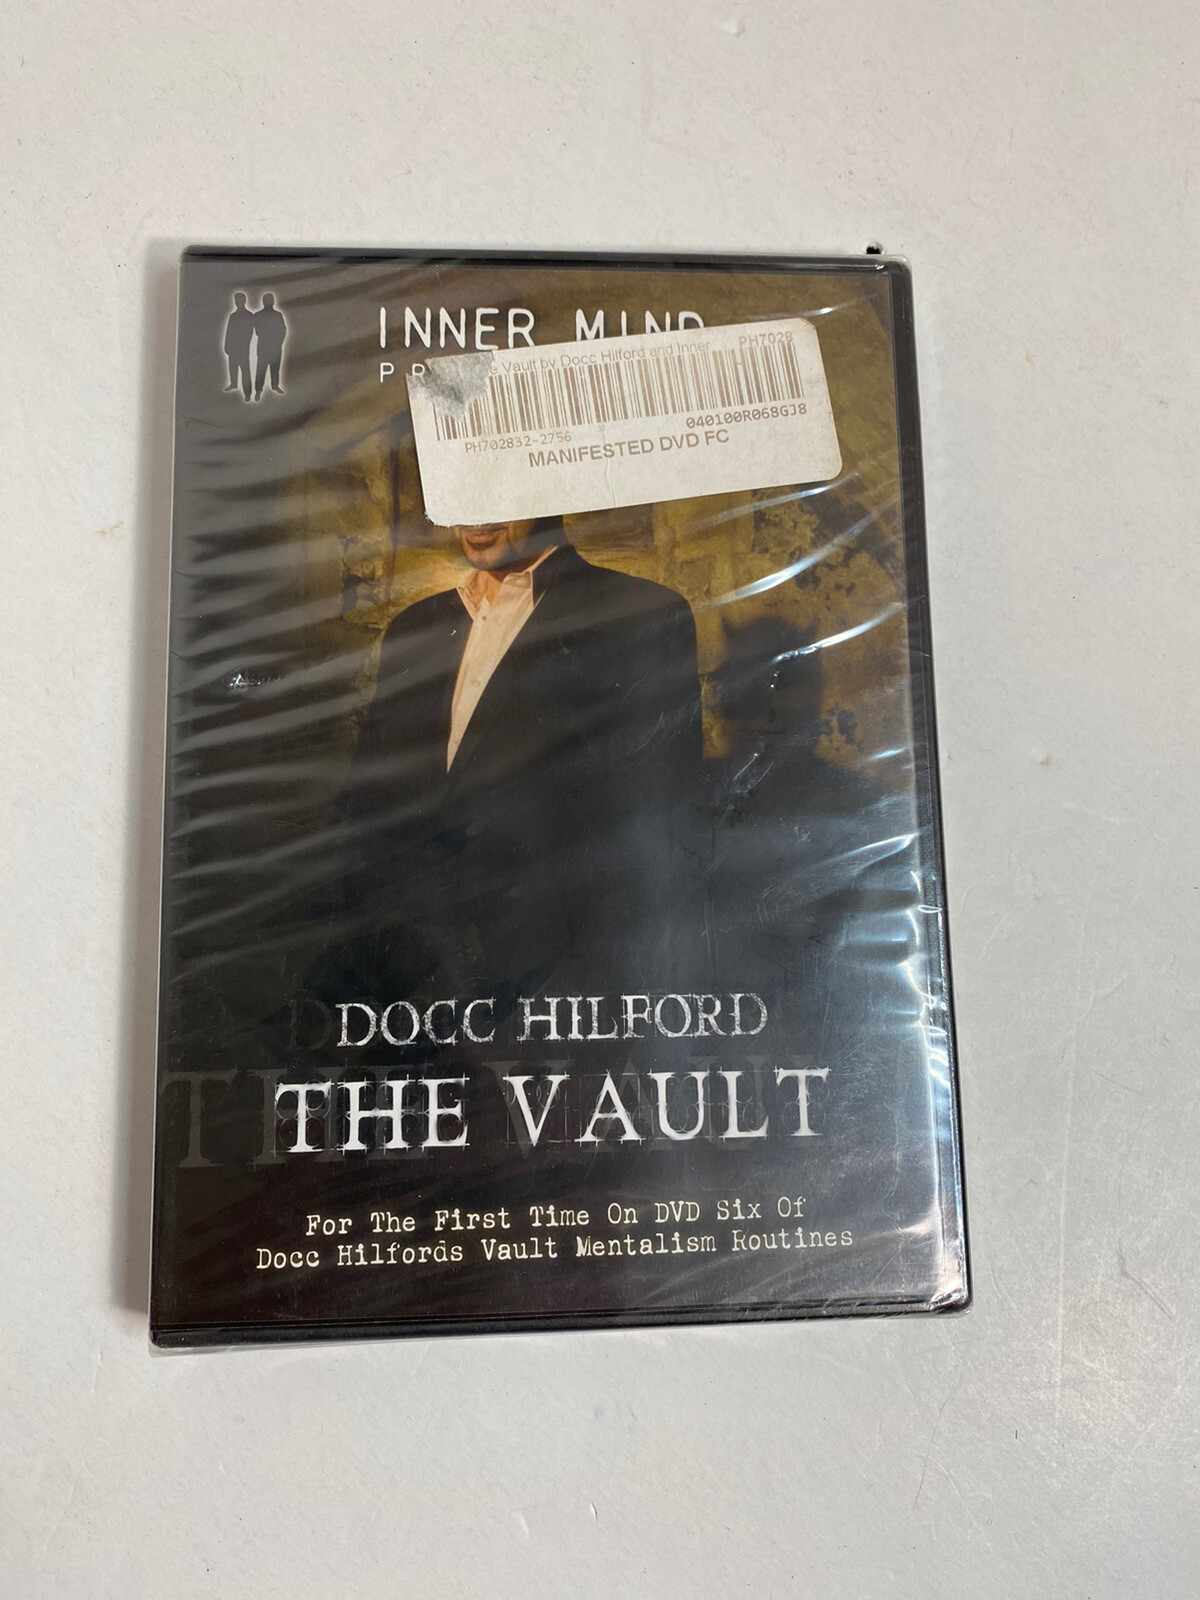 INNER MIND
PR
Vault by Docc Hilford and Inner PH7028
PH702832-2756 040100R068GJ8
MANIFESTED DVD FC
DOCC HILFORD
THE VAULT
For The First Time On DVD Six Of
Docc Hilfords Vault Mentalism Routines